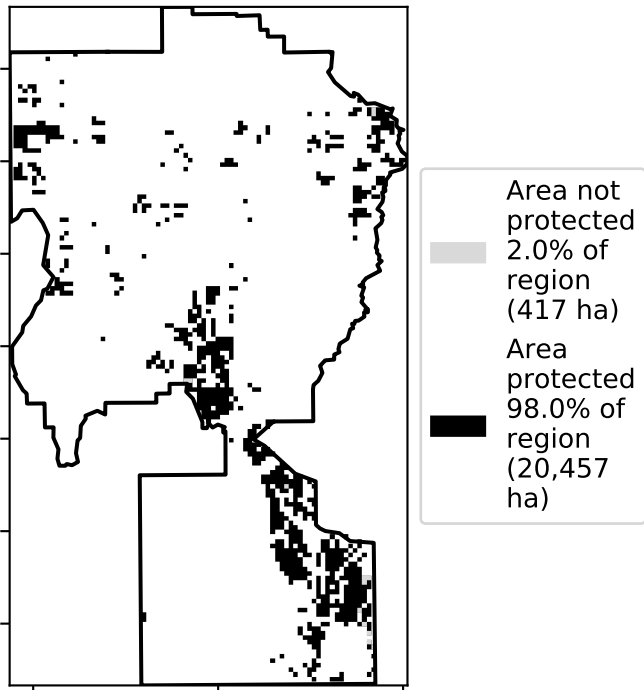 Area not
protected
2.0% of
region
(417 ha)
Area
protected
98.0% of
region
(20,457
ha)